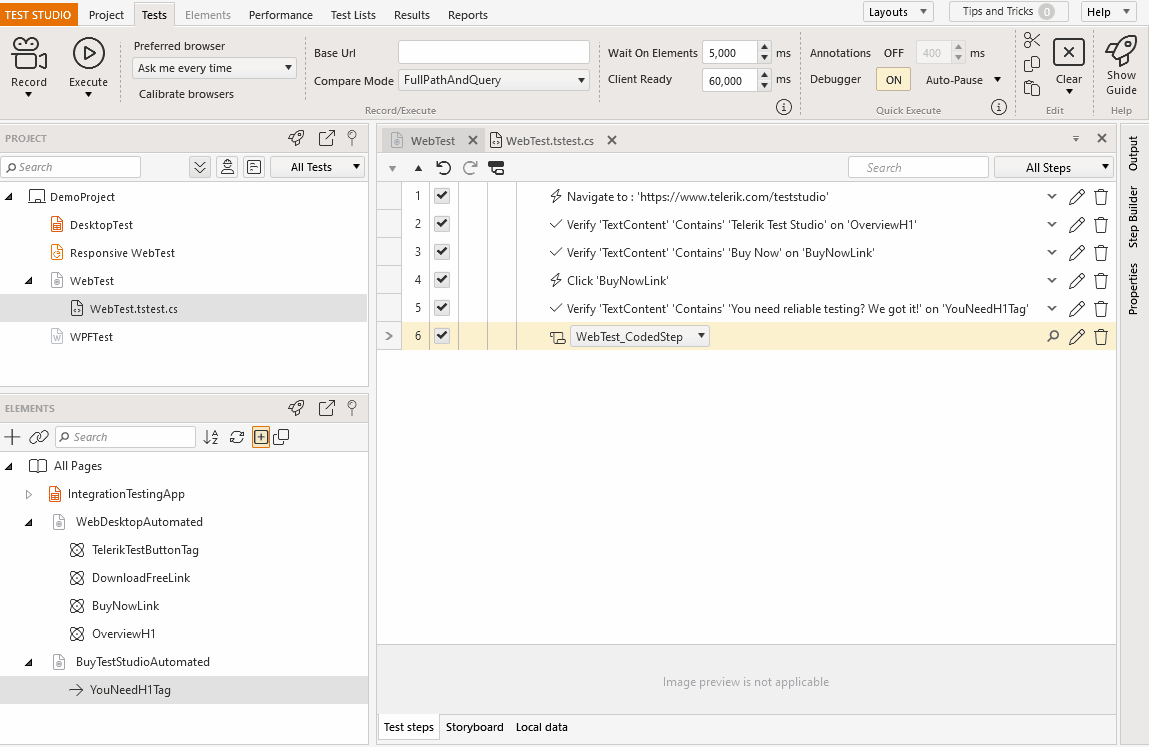 TEST STUDIO Project Tests Elements Performance Test Lists Results Reports Layouts Tips and Tricks 0 Help
Record
Execute
Preferred browser
Ask me every time
Calibrate browsers
Base Url
Compare Mode FullPathAndQuery
Record/Execute
Wait On Elements 5,000 ms
Client Ready 60,000 ms
Annotations OFF 400 ms
Debugger ON Auto-Pause
Quick Execute
Clear
Edit
Show
Guide
Help
PROJECT
Search All Tests
DemoProject
DesktopTest
Responsive WebTest
WebTest
WebTest.tstest.cs
WPFTest
ELEMENTS
Search
All Pages
IntegrationTestingApp
WebDesktopAutomated
TelerikTestButtonTag
DownloadFreeLink
BuyNowLink
OverviewH1
BuyTestStudioAutomated
YouNeedH1Tag
WebTest WebTest.tstest.cs
Search All Steps
1 Navigate to : 'https://www.telerik.com/teststudio'
2 Verify 'TextContent' 'Contains' 'Telerik Test Studio' on 'OverviewH1'
3 Verify 'TextContent' 'Contains' 'Buy Now' on 'BuyNowLink'
4 Click 'BuyNowLink'
5 Verify 'TextContent' 'Contains' 'You need reliable testing? We got it!' on 'YouNeedH1Tag'
6 WebTest_CodedStep
Image preview is not applicable
Test steps Storyboard Local data
Output
Step Builder
Properties